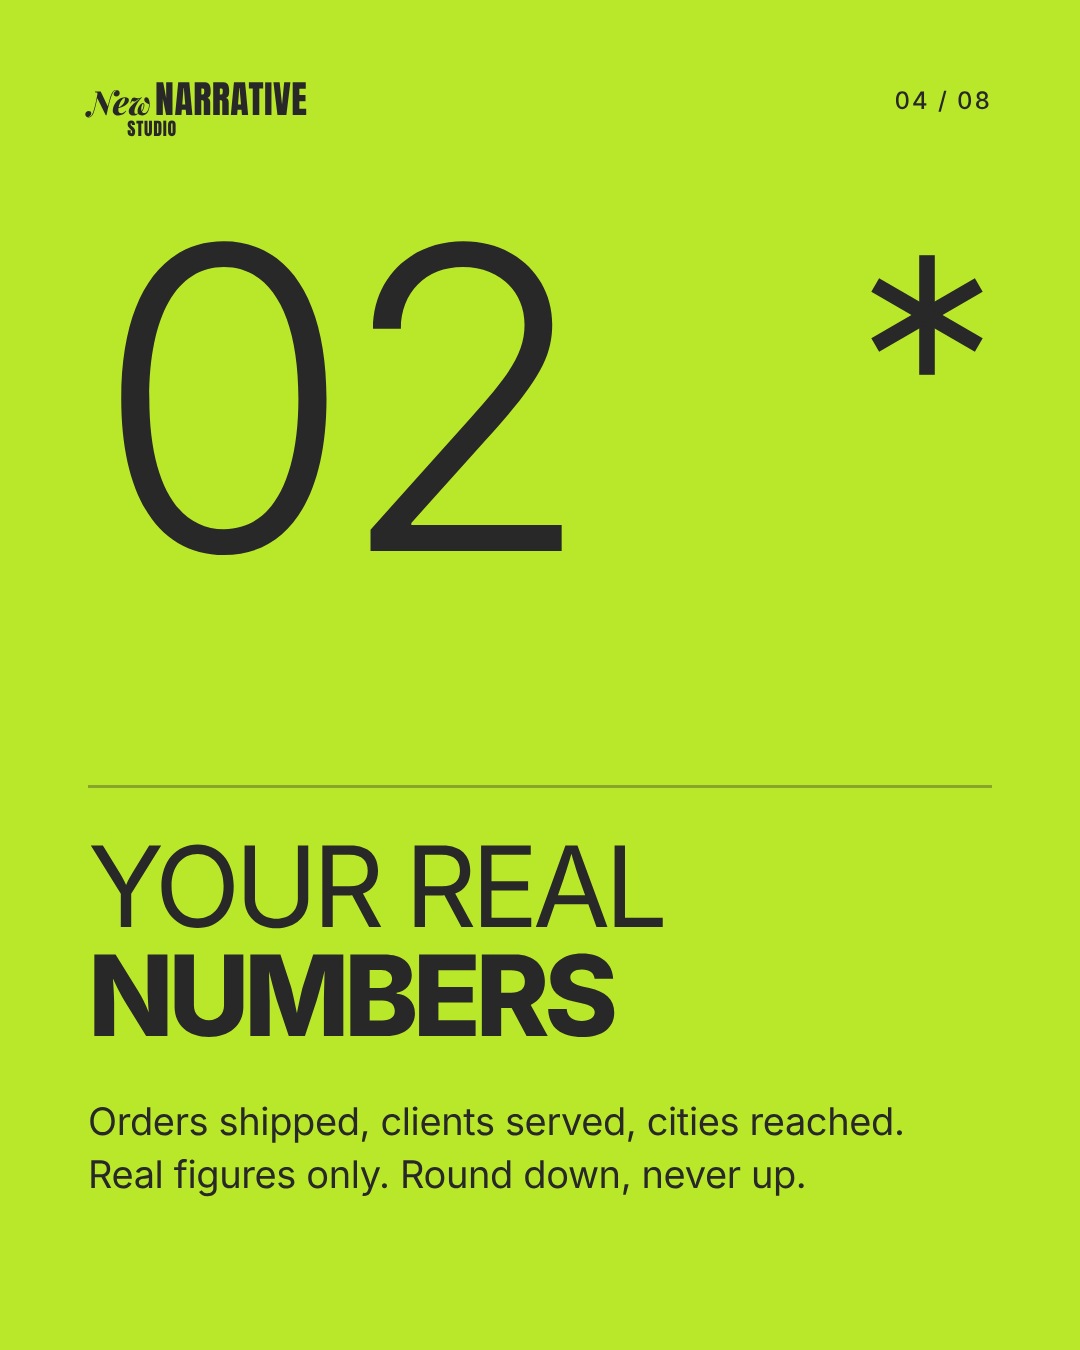 New NARRATIVE
STUDIO
04 / 08
02
*
YOUR REAL
NUMBERS
Orders shipped, clients served, cities reached.
Real figures only. Round down, never up.